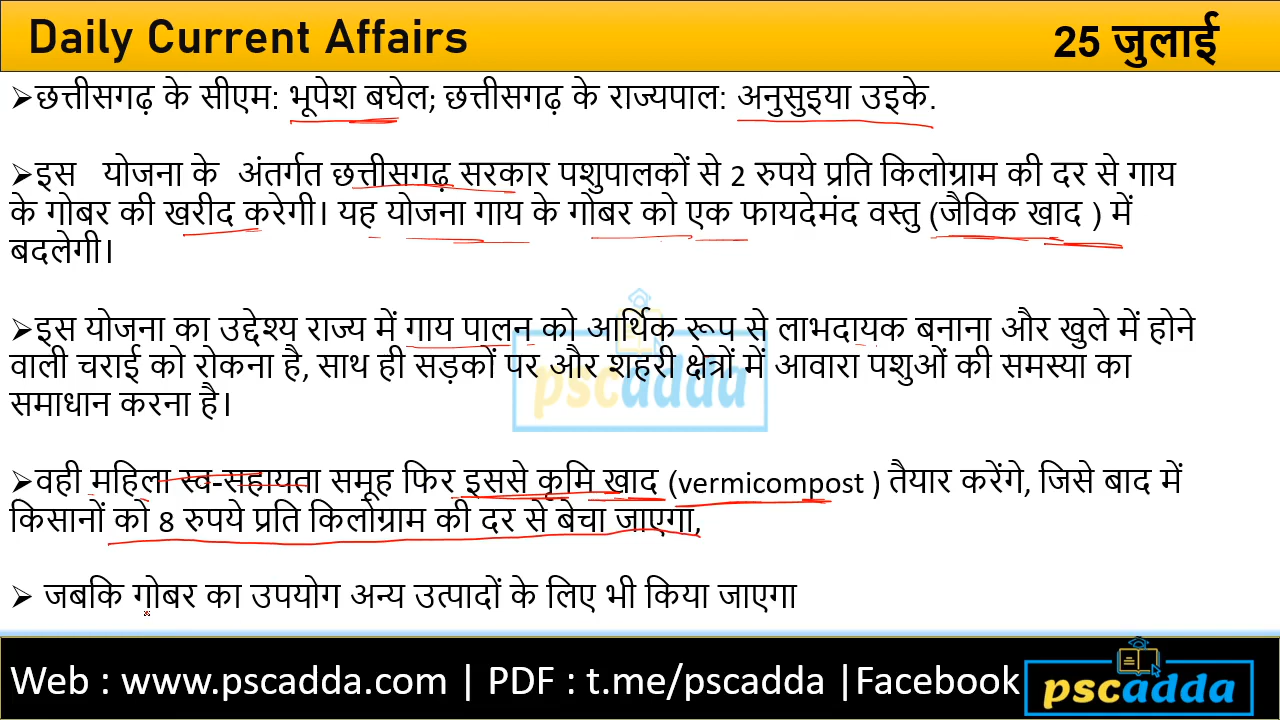 Daily Current Affairs
25 जुलाई
➢छत्तीसगढ़ के सीएम: भूपेश बघेल; छत्तीसगढ़ के राज्यपाल: अनुसुइया उइके.
➢इस योजना के अंतर्गत छत्तीसगढ़ सरकार पशुपालकों से 2 रुपये प्रति किलोग्राम की दर से गाय
के गोबर की खरीद करेगी। यह योजना गाय के गोबर को एक फायदेमंद वस्तु (जैविक खाद ) में
बदलेगी।
➢इस योजना का उद्देश्य राज्य में गाय पालन को आर्थिक रूप से लाभदायक बनाना और खुले में होने
वाली चराई को रोकना है, साथ ही सड़कों पर और शहरी क्षेत्रों में आवारा पशुओं की समस्या का
समाधान करना है।
pscadda
➢वही महिला स्व-सहायता समूह फिर इससे कृमि खाद (vermicompost ) तैयार करेंगे, जिसे बाद में
किसानों को 8 रुपये प्रति किलोग्राम की दर से बेचा जाएगा,
➢ जबकि गोबर का उपयोग अन्य उत्पादों के लिए भी किया जाएगा
Web : www.pscadda.com | PDF : t.me/pscadda |Facebook
pscadda